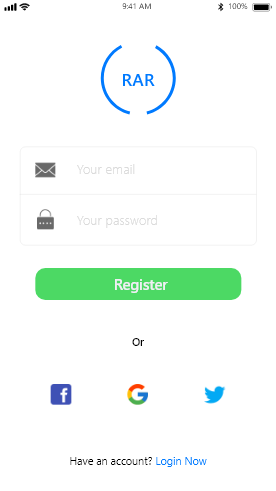 9:41 AM 100%
RAR
Your email
Your password
Register
Or
Have an account? Login Now